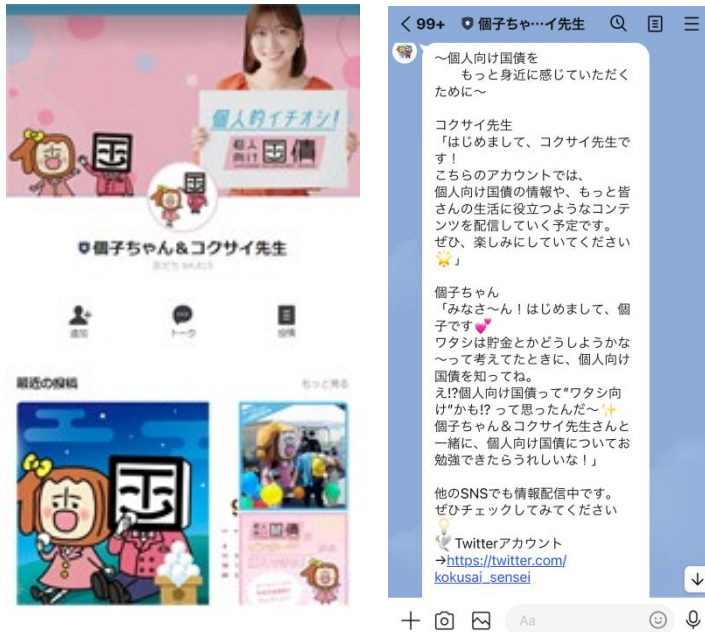 個人的イチオシ!
個人
向け
国債
個子ちゃん&コクサイ先生
追加
トーク
投稿
最近の投稿
もっと見る
99+
個子ちゃ…イ先生
~個人向け国債を
もっと身近に感じていただく
ために~
コクサイ先生
「はじめまして、コクサイ先生で
す!
こちらのアカウントでは、
個人向け国債の情報や、もっと皆
さんの生活に役立つようなコンテ
ンツを配信していく予定です。
ぜひ、楽しみにしていてください
🌟」
個子ちゃん
「みなさ~ん!はじめまして、個
子です💕
ワタシは貯金とかどうしようかな
~って考えてたときに、個人向け
国債を知ってね。
え!?個人向け国債って"ワタシ向
け"かも!? って思ったんだ~✨
個子ちゃん&コクサイ先生さんと
一緒に、個人向け国債についてお
勉強できたらうれしいな!」
他のSNSでも情報配信中です。
ぜひチェックしてみてください
💡
🕊 Twitterアカウント
→https://twitter.com/
kokusai_sensei
Aa